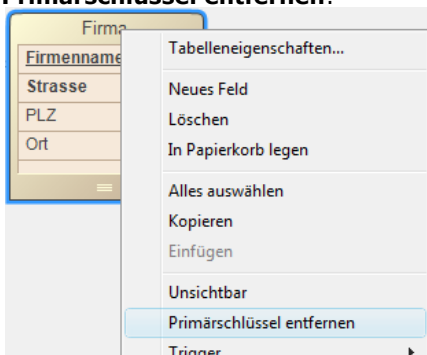 Primärschlüssel entfernen.
Firma
Firmenname
Strasse
PLZ
Ort
Tabelleneigenschaften...
Neues Feld
Löschen
In Papierkorb legen
Alles auswählen
Kopieren
Einfügen
Unsichtbar
Primärschlüssel entfernen
Trigger